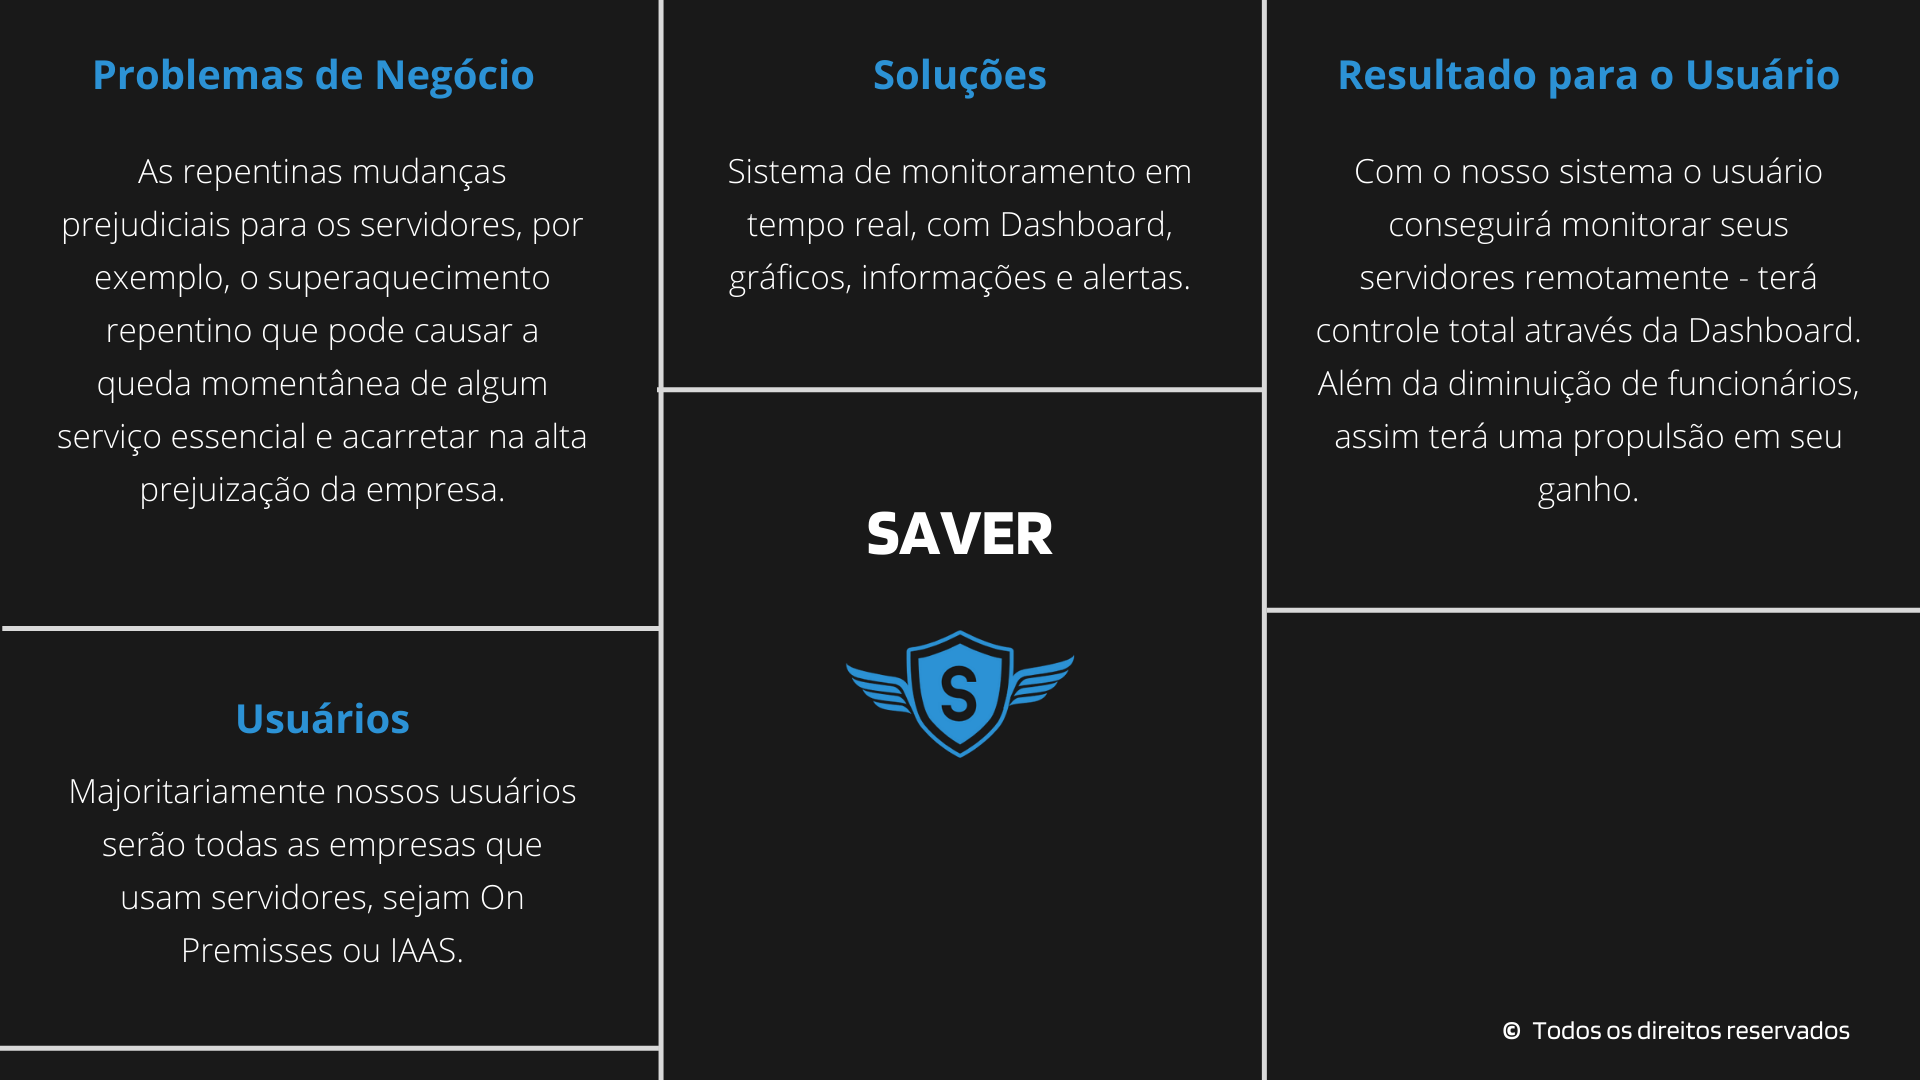 Problemas de Negócio
As repentinas mudanças
prejudiciais para os servidores, por
exemplo, o superaquecimento
repentino que pode causar a
queda momentânea de algum
serviço essencial e acarretar na alta
prejuização da empresa.
Usuários
Majoritariamente nossos usuários
serão todas as empresas que
usam servidores, sejam On
Premisses ou IAAS.
Soluções
Sistema de monitoramento em
tempo real, com Dashboard,
gráficos, informações e alertas.
SAVER
S
Resultado para o Usuário
Com o nosso sistema o usuário
conseguirá monitorar seus
servidores remotamente - terá
controle total através da Dashboard.
Além da diminuição de funcionários,
assim terá uma propulsão em seu
ganho.
© Todos os direitos reservados